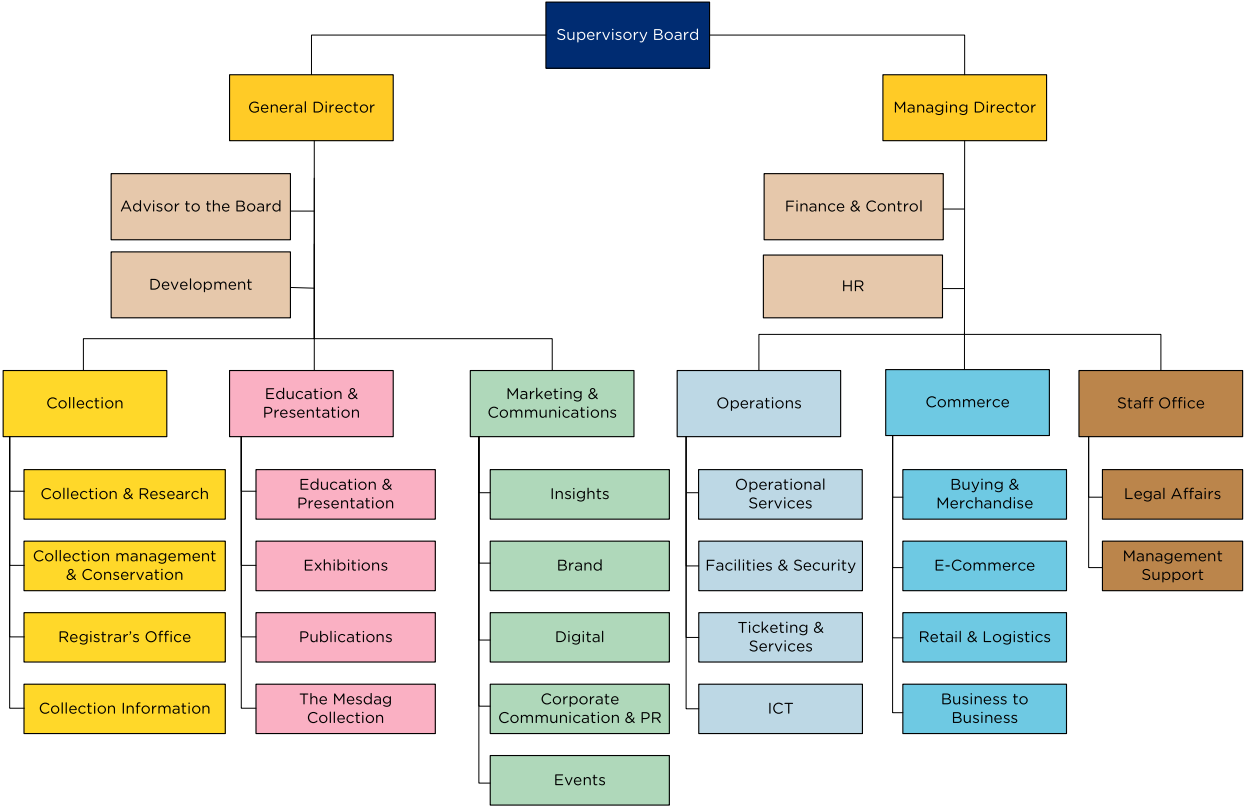 Supervisory Board
General Director
Managing Director
Advisor to the Board
Finance & Control
Development
HR
Collection
Education &
Presentation
Marketing &
Communications
Operations
Commerce
Staff Office
Collection & Research
Collection management
& Conservation
Registrar’s Office
Collection Information
Education &
Presentation
Exhibitions
Publications
The Mesdag
Collection
Insights
Brand
Digital
Corporate
Communication & PR
Events
Operational
Services
Facilities & Security
Ticketing &
Services
ICT
Buying &
Merchandise
E-Commerce
Retail & Logistics
Business to
Business
Legal Affairs
Management
Support